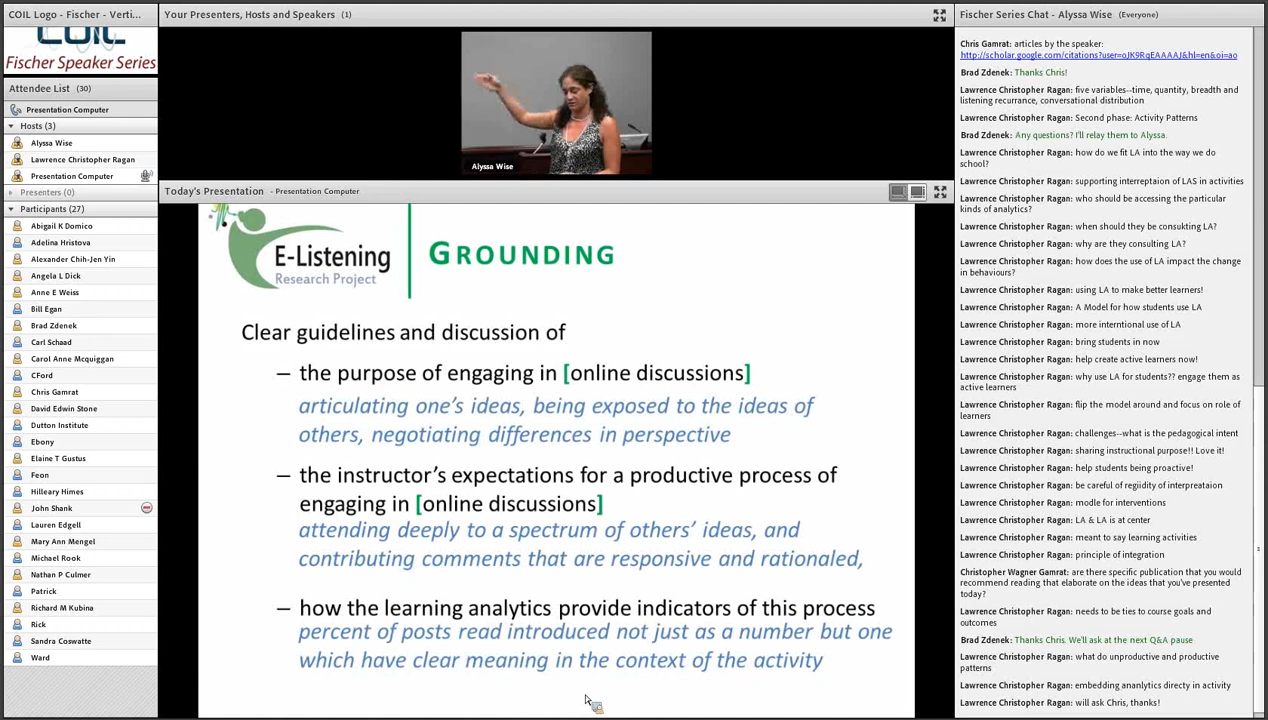 COIL Logo - Fischer - Verti...
COIL
Fischer Speaker Series
Attendee List (30)
Presentation Computer
Hosts (3)
Alyssa Wise
Lawrence Christopher Ragan
Presentation Computer
Presenters (0)
Participants (27)
Abigail K Domico
Adelina Hristova
Alexander Chih-Jen Yin
Angela L Dick
Anne E Weiss
Bill Egan
Brad Zdenek
Carl Schaad
Carol Anne Mcquiggan
CFord
Chris Gamrat
David Edwin Stone
Dutton Institute
Ebony
Elaine T Gustus
Feon
Hilleary Himes
John Shank
Lauren Edgell
Mary Ann Mengel
Michael Rook
Nathan P Culmer
Patrick
Richard M Kubina
Rick
Sandra Coswatte
Ward
Your Presenters, Hosts and Speakers (1)
Alyssa Wise
Today's Presentation - Presentation Computer
E-Listening
Research Project
GROUNDING
Clear guidelines and discussion of
– the purpose of engaging in [online discussions]
articulating one's ideas, being exposed to the ideas of
others, negotiating differences in perspective
– the instructor's expectations for a productive process of
engaging in [online discussions]
attending deeply to a spectrum of others' ideas, and
contributing comments that are responsive and rationaled,
– how the learning analytics provide indicators of this process
percent of posts read introduced not just as a number but one
which have clear meaning in the context of the activity
Fischer Series Chat - Alyssa Wise (Everyone)
Chris Gamrat: articles by the speaker:
http://scholar.google.com/citations?user=oJK9RqEAAAAJ&hl=en&oi=ao
Brad Zdenek: Thanks Chris!
Lawrence Christopher Ragan: five variables--time, quantity, breadth and
listening recurrance, conversational distribution
Lawrence Christopher Ragan: Second phase: Activity Patterns
Brad Zdenek: Any questions? I'll relay them to Alyssa.
Lawrence Christopher Ragan: how do we fit LA into the way we do
school?
Lawrence Christopher Ragan: supporting interreptaion of LAS in activities
Lawrence Christopher Ragan: who should be accessing the particular
kinds of analytics?
Lawrence Christopher Ragan: when should they be consukting LA?
Lawrence Christopher Ragan: why are they consulting LA?
Lawrence Christopher Ragan: how does the use of LA impact the change
in behaviours?
Lawrence Christopher Ragan: using LA to make better learners!
Lawrence Christopher Ragan: A Model for how students use LA
Lawrence Christopher Ragan: more interntional use of LA
Lawrence Christopher Ragan: bring students in now
Lawrence Christopher Ragan: help create active learners now!
Lawrence Christopher Ragan: why use LA for students?? engage them as
active learners
Lawrence Christopher Ragan: flip the model around and focus on role of
learners
Lawrence Christopher Ragan: challenges--what is the pedagogical intent
Lawrence Christopher Ragan: sharing instructional purpose!! Love it!
Lawrence Christopher Ragan: help students being proactive!
Lawrence Christopher Ragan: be careful of regiidity of interpreataion
Lawrence Christopher Ragan: modle for interventions
Lawrence Christopher Ragan: LA & LA is at center
Lawrence Christopher Ragan: meant to say learning activities
Lawrence Christopher Ragan: principle of integration
Christopher Wagner Gamrat: are there specific publication that you would
recommend reading that elaborate on the ideas that you've presented
today?
Lawrence Christopher Ragan: needs to be ties to course goals and
outcomes
Brad Zdenek: Thanks Chris. We'll ask at the next Q&A pause
Lawrence Christopher Ragan: what do unproductive and productive
patterns
Lawrence Christopher Ragan: embedding ananlytics directy in activity
Lawrence Christopher Ragan: will ask Chris, thanks!